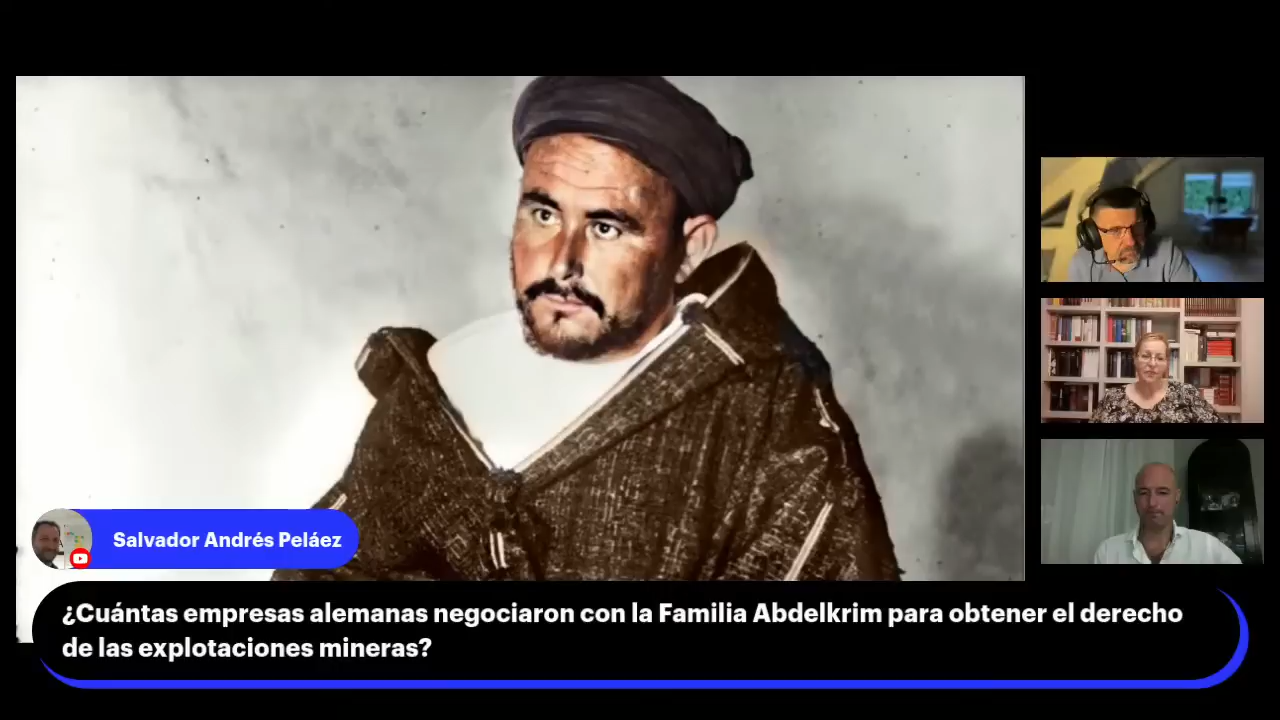 Salvador Andrés Peláez
¿Cuántas empresas alemanas negociaron con la Familia Abdelkrim para obtener el derecho
de las explotaciones mineras?